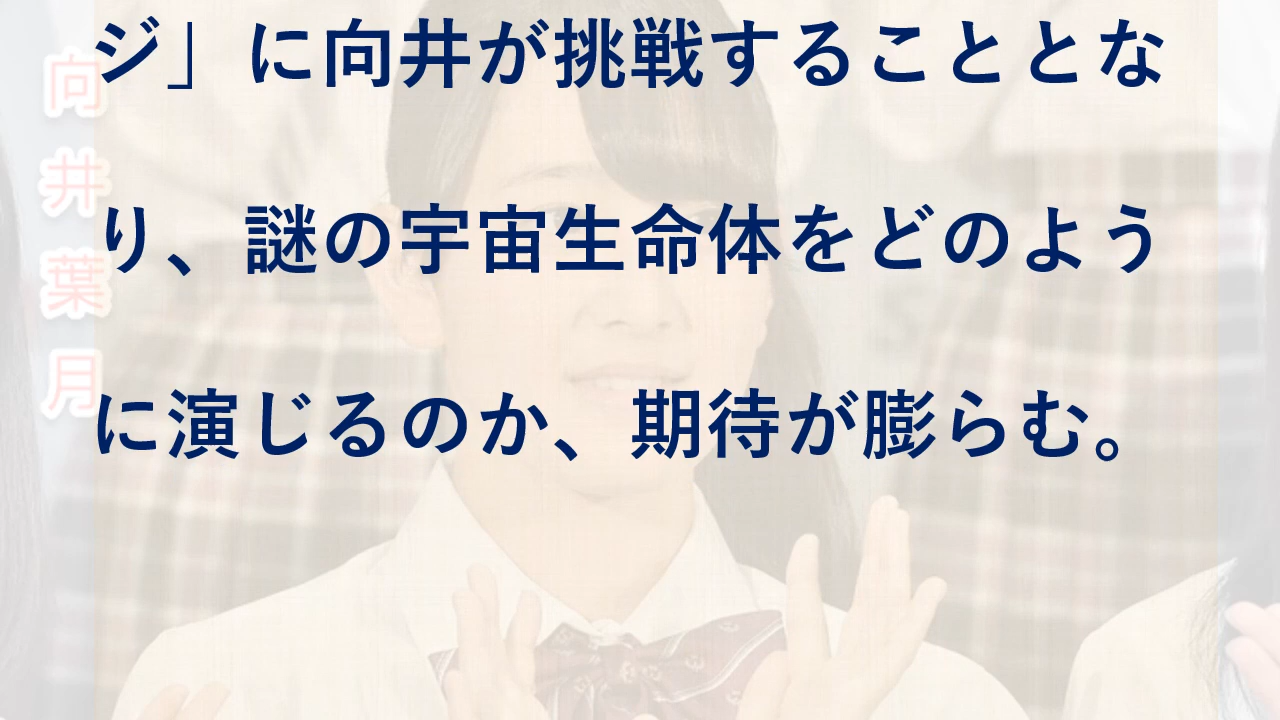 ジ」に向井が挑戦することとな
り、謎の宇宙生命体をどのよう
に演じるのか、期待が膨らむ。
向井葉月